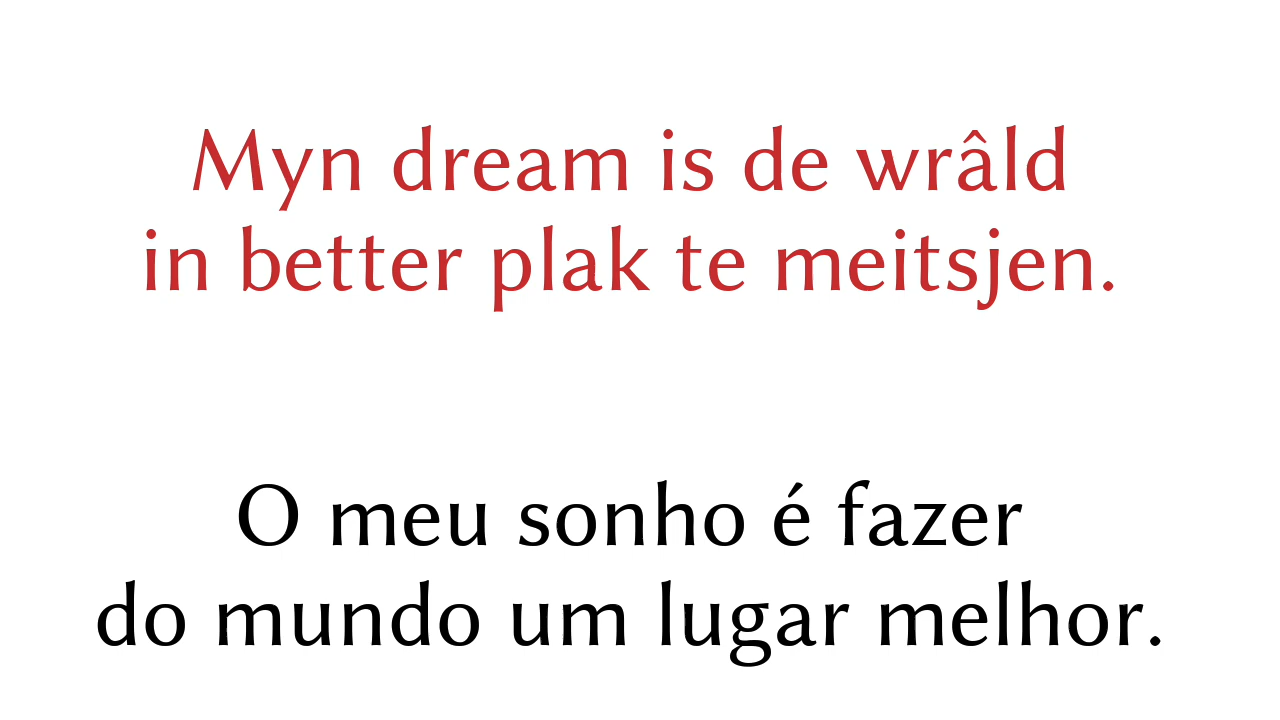 Myn dream is de wrâld
in better plak te meitsjen.
O meu sonho é fazer
do mundo um lugar melhor.